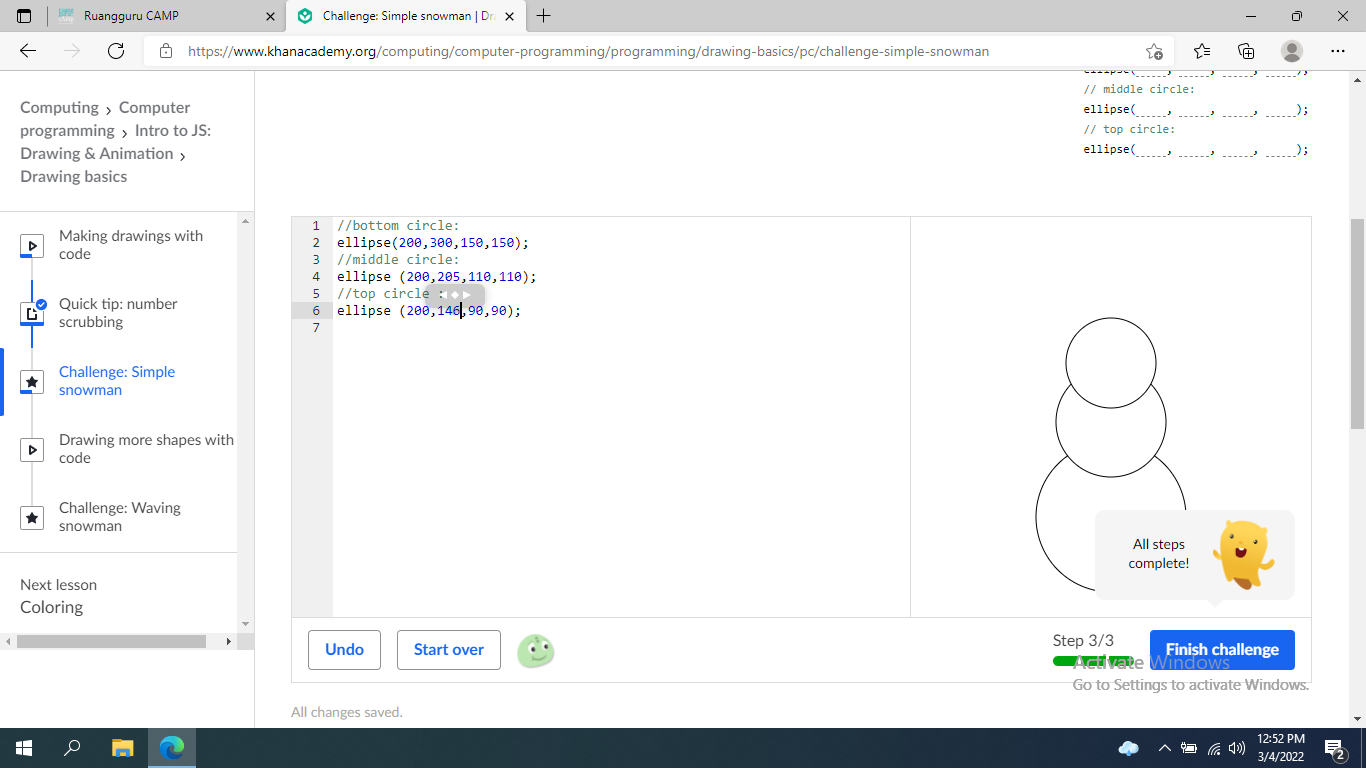 Ruangguru CAMP
Challenge: Simple snowman | Dr
https://www.khanacademy.org/computing/computer-programming/programming/drawing-basics/pc/challenge-simple-snowman
Computing › Computer
programming › Intro to JS:
Drawing & Animation ›
Drawing basics
Making drawings with
code
Quick tip: number
scrubbing
Challenge: Simple
snowman
Drawing more shapes with
code
Challenge: Waving
snowman
Next lesson
Coloring
ellipse(_____, _____, _____, _____);
// middle circle:
ellipse(_____, _____, _____, _____);
// top circle:
ellipse(_____, _____, _____, _____);
1 //bottom circle:
2 ellipse(200,300,150,150);
3 //middle circle:
4 ellipse (200,205,110,110);
5 //top circle :
6 ellipse (200,146,90,90);
7
All steps
complete!
Undo
Start over
Step 3/3
Finish challenge
Activate Windows
Go to Settings to activate Windows.
All changes saved.
12:52 PM
3/4/2022
2